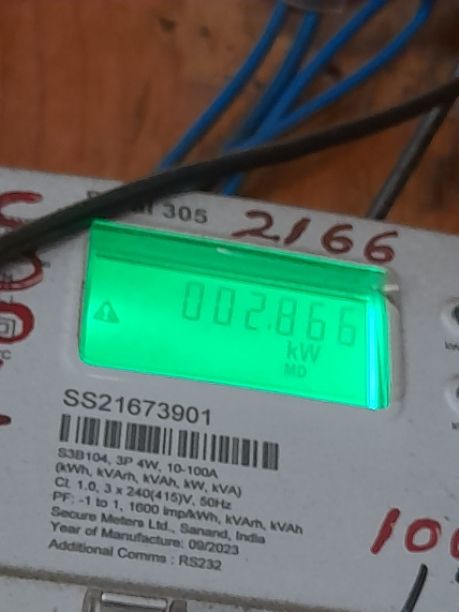 305
2166
002.866
kW
MD
SS21673901
S3B104, 3P 4W, 10-100A
(kWh, kVArh, kVAh, kW, kVA)
Cl. 1.0, 3 x 240(415)V, 50Hz
PF: -1 to 1, 1600 imp/kWh, kVArh, kVAh
Secure Meters Ltd., Sanand, India
Year of Manufacture: 09/2023
Additional Comms : RS232